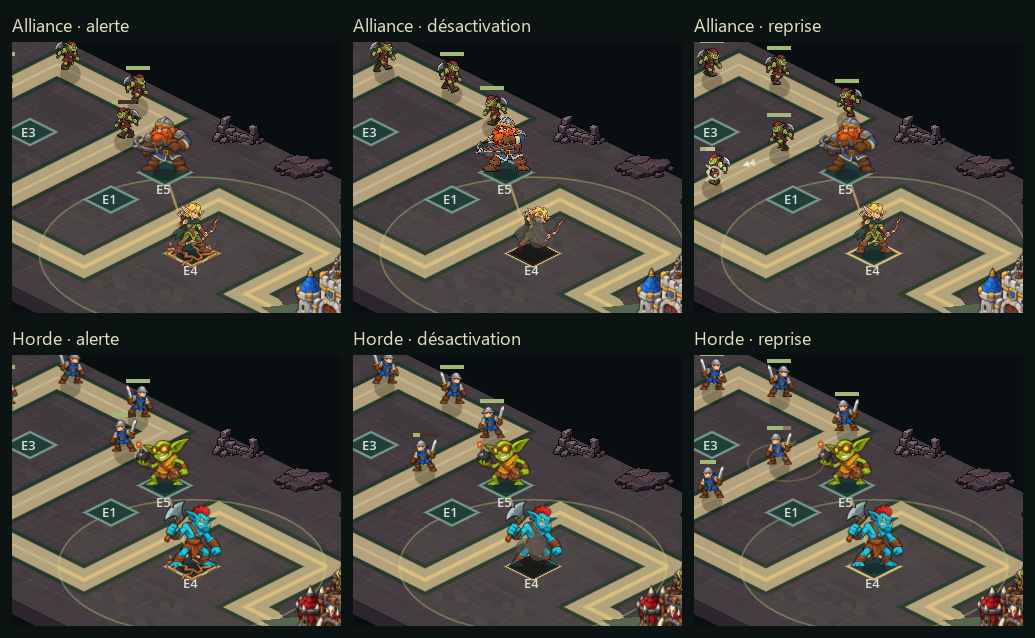 Alliance · alerte
Alliance · désactivation
Alliance · reprise
E3
E5
E1
E4
E3
E5
E1
E4
E3
E5
E1
E4
Horde · alerte
Horde · désactivation
Horde · reprise
E3
E5
E1
E4
E3
E5
E1
E4
E3
E5
E1
E4